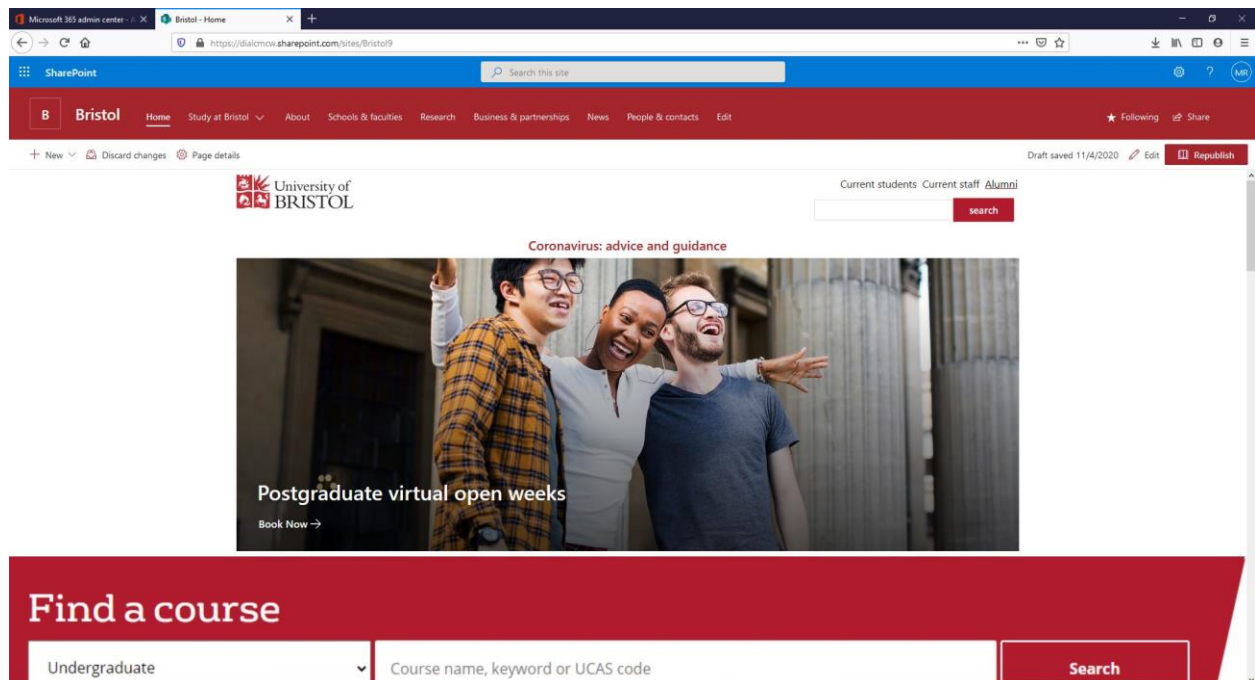 Microsoft 365 admin center - A
Bristol - Home
https://diaicmcw.sharepoint.com/sites/Bristol9
SharePoint
Search this site
?
MR
B
Bristol
Home
Study at Bristol
About
Schools & faculties
Research
Business & partnerships
News
People & contacts
Edit
Following
Share
New
Discard changes
Page details
Draft saved 11/4/2020
Edit
Republish
University of
BRISTOL
Current students Current staff Alumni
search
Coronavirus: advice and guidance
Postgraduate virtual open weeks
Book Now →
Find a course
Undergraduate
Course name, keyword or UCAS code
Search